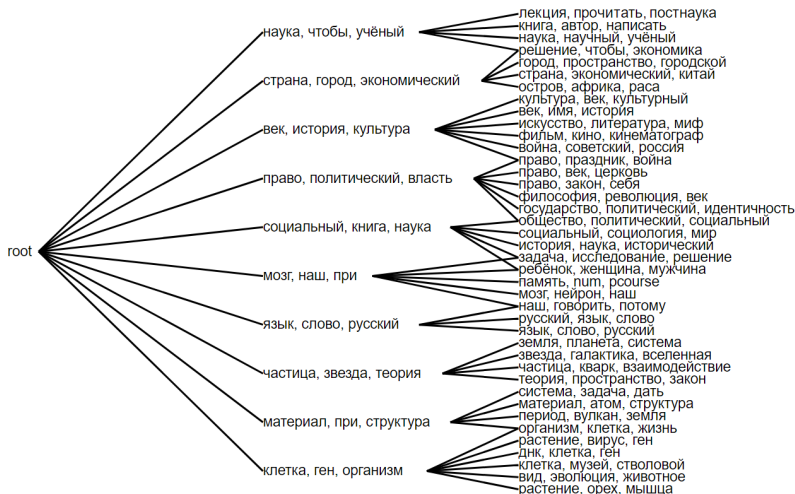 root
наука, чтобы, учёный
страна, город, экономический
век, история, культура
право, политический, власть
социальный, книга, наука
мозг, наш, при
язык, слово, русский
частица, звезда, теория
материал, при, структура
клетка, ген, организм
лекция, прочитать, постнаука
книга, автор, написать
наука, научный, учёный
решение, чтобы, экономика
город, пространство, городской
страна, экономический, китай
остров, африка, раса
культура, век, культурный
век, имя, история
искусство, литература, миф
фильм, кино, кинематограф
война, советский, россия
право, праздник, война
право, век, церковь
право, закон, себя
философия, революция, век
государство, политический, идентичность
общество, политический, социальный
социальный, социология, мир
история, наука, исторический
задача, исследование, решение
ребёнок, женщина, мужчина
память, num, pcourse
мозг, нейрон, наш
наш, говорить, потому
русский, язык, слово
язык, слово, русский
земля, планета, система
звезда, галактика, вселенная
частица, кварк, взаимодействие
теория, пространство, закон
система, задача, дать
материал, атом, структура
период, вулкан, земля
организм, клетка, жизнь
растение, вирус, ген
днк, клетка, ген
клетка, музей, стволовой
вид, эволюция, животное
растение, орех, мышца